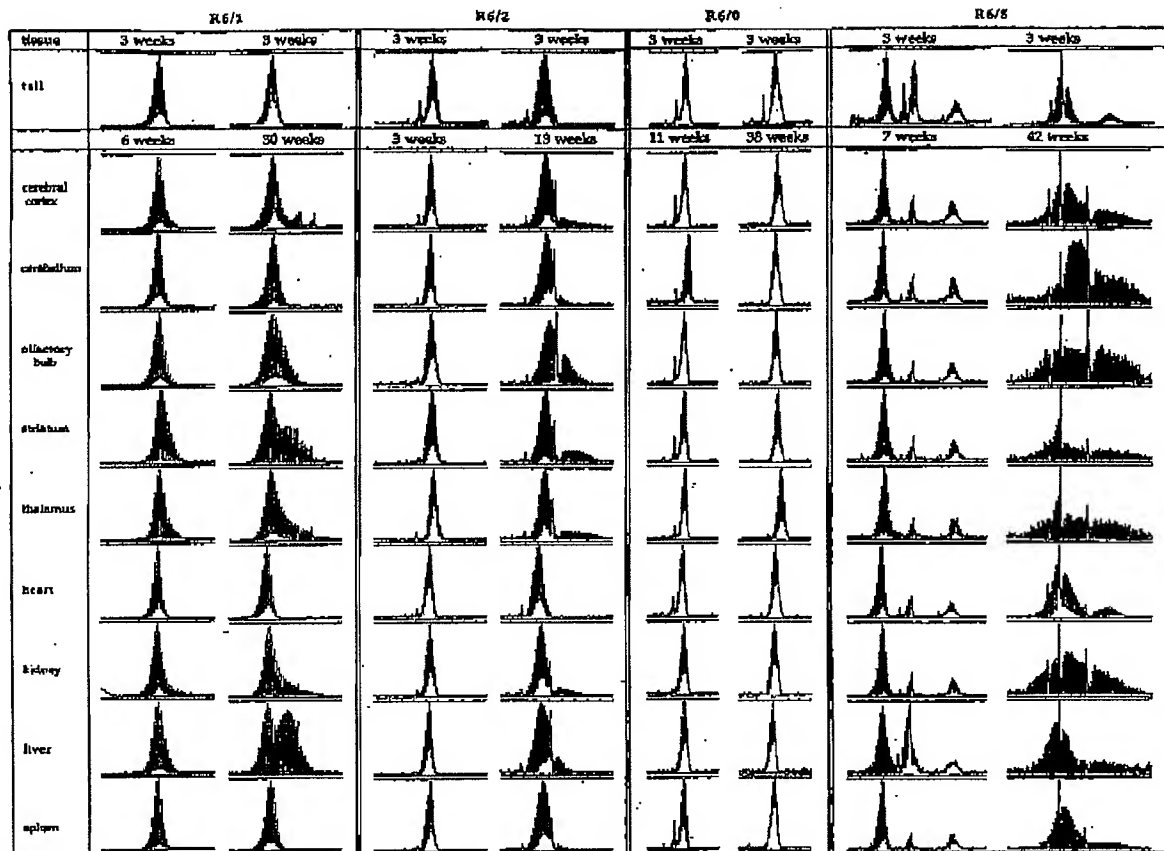 R6/1 R6/2 R6/0 R6/5
tissue 3 weeks 3 weeks 3 weeks 3 weeks 3 weeks 3 weeks 3 weeks 3 weeks
tail
6 weeks 30 weeks 3 weeks 13 weeks 11 weeks 38 weeks 7 weeks 42 weeks
cerebral
cortex
cerebellum
olfactory
bulb
striatum
thalamus
heart
kidney
liver
spleen